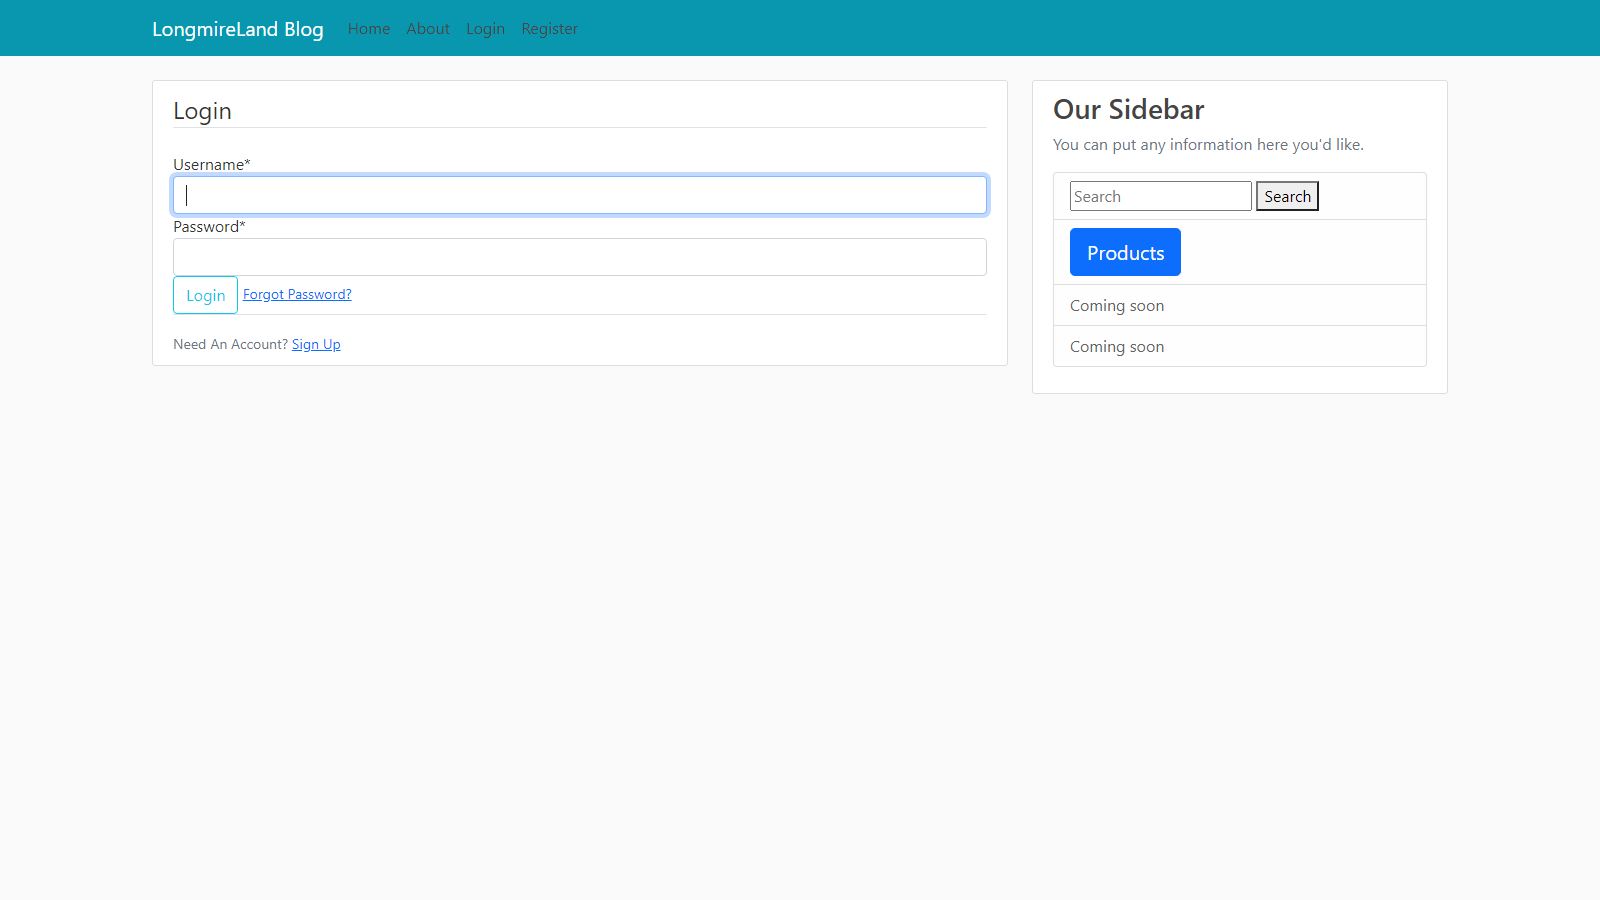 LongmireLand Blog Home About Login Register
Login
Username*
Password*
Login Forgot Password?
Need An Account? Sign Up
Our Sidebar
You can put any information here you'd like.
Search Search
Products
Coming soon
Coming soon